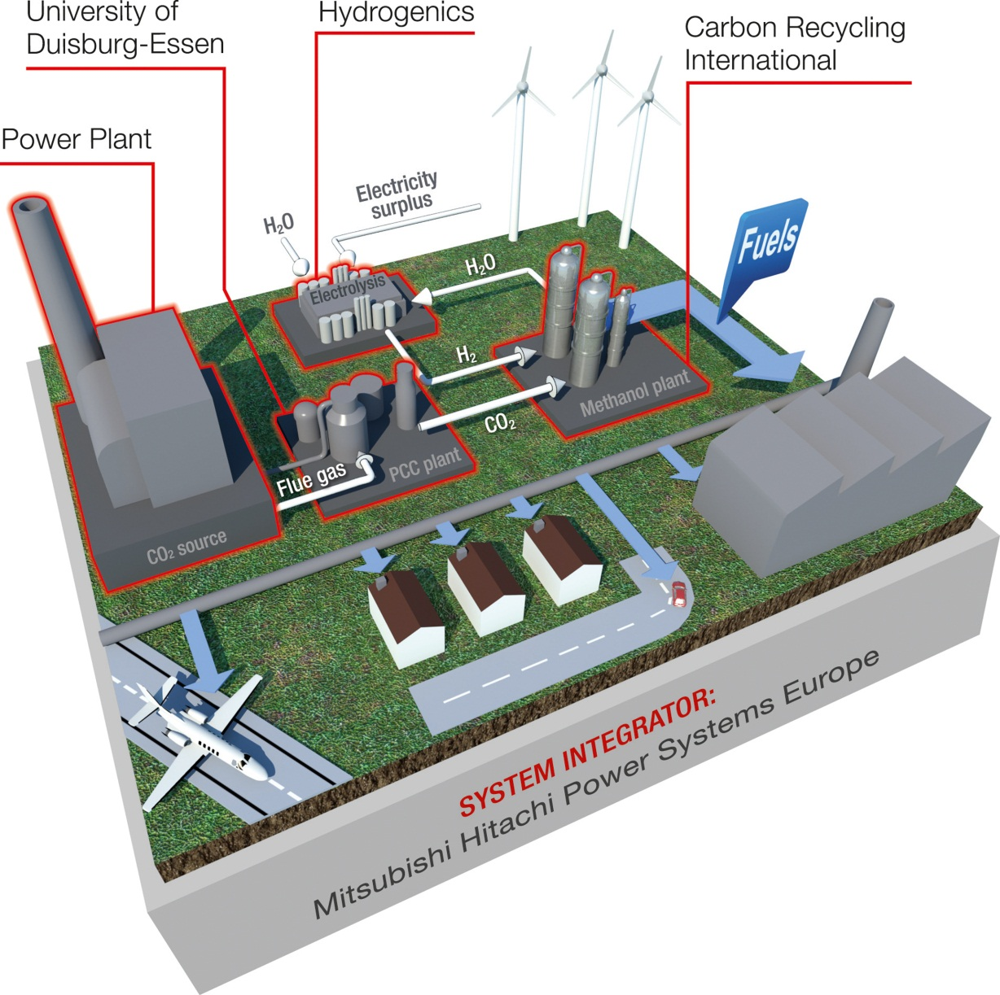 University of
Duisburg-Essen
Hydrogenics
Carbon Recycling
International
Power Plant
Electricity
surplus
H₂O
Fuels
H₂O
Electrolysis
H₂
CO₂
Methanol plant
Flue gas
PCC plant
CO₂ source
SYSTEM INTEGRATOR:
Mitsubishi Hitachi Power Systems Europe